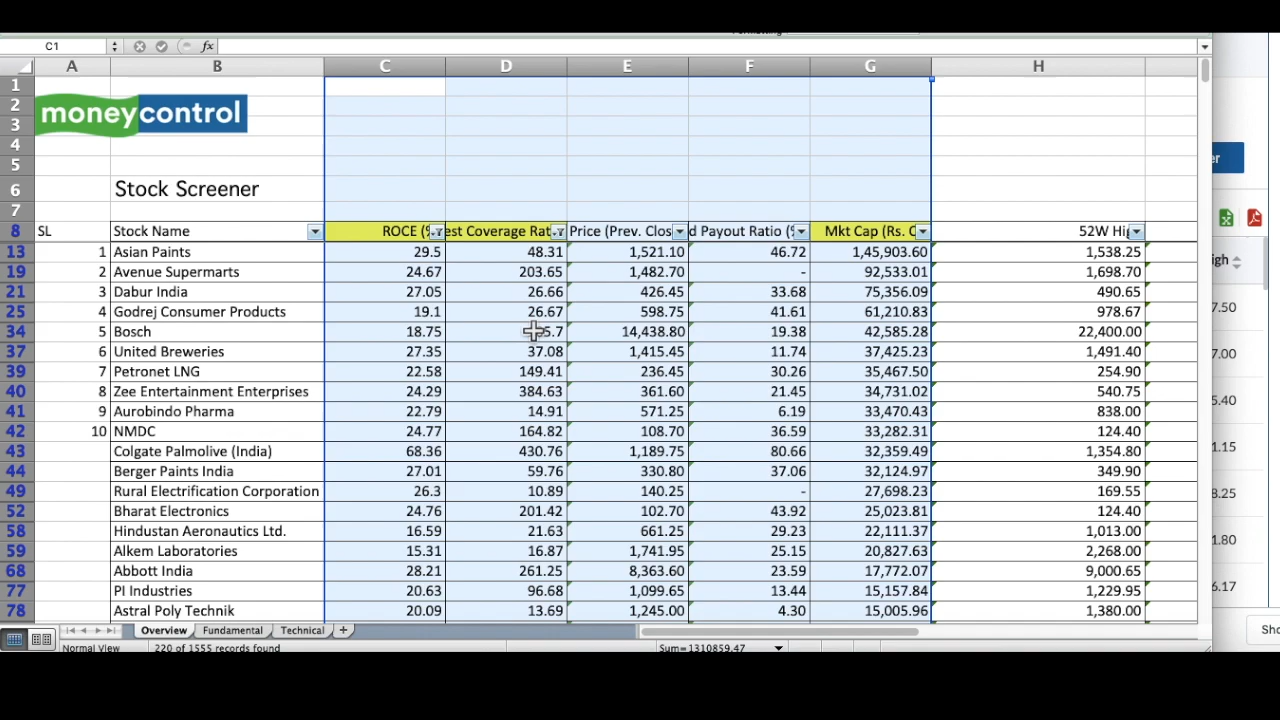 C1 fx
A B C D E F G H
1
2
moneycontrol
3
4
5
6 Stock Screener
7
8 SL Stock Name ROCE (% est Coverage Rat Price (Prev. Clos d Payout Ratio (% Mkt Cap (Rs. C 52W Hi
13 1 Asian Paints 29.5 48.31 1,521.10 46.72 1,45,903.60 1,538.25
19 2 Avenue Supermarts 24.67 203.65 1,482.70 - 92,533.01 1,698.70
21 3 Dabur India 27.05 26.66 426.45 33.68 75,356.09 490.65
25 4 Godrej Consumer Products 19.1 26.67 598.75 41.61 61,210.83 978.67
34 5 Bosch 18.75 5.7 14,438.80 19.38 42,585.28 22,400.00
37 6 United Breweries 27.35 37.08 1,415.45 11.74 37,425.23 1,491.40
39 7 Petronet LNG 22.58 149.41 236.45 30.26 35,467.50 254.90
40 8 Zee Entertainment Enterprises 24.29 384.63 361.60 21.45 34,731.02 540.75
41 9 Aurobindo Pharma 22.79 14.91 571.25 6.19 33,470.43 838.00
42 10 NMDC 24.77 164.82 108.70 36.59 33,282.31 124.40
43 Colgate Palmolive (India) 68.36 430.76 1,189.75 80.66 32,359.49 1,354.80
44 Berger Paints India 27.01 59.76 330.80 37.06 32,124.97 349.90
49 Rural Electrification Corporation 26.3 10.89 140.25 - 27,698.23 169.55
52 Bharat Electronics 24.76 201.42 102.70 43.92 25,023.81 124.40
58 Hindustan Aeronautics Ltd. 16.59 21.63 661.25 29.23 22,111.37 1,013.00
59 Alkem Laboratories 15.31 16.87 1,741.95 25.15 20,827.63 2,268.00
68 Abbott India 28.21 261.25 8,363.60 23.59 17,772.07 9,000.65
77 PI Industries 20.63 96.68 1,099.65 13.44 15,157.84 1,229.95
78 Astral Poly Technik 20.09 13.69 1,245.00 4.30 15,005.96 1,380.00
Overview Fundamental Technical +
Normal View 220 of 1555 records found Sum=1310859.47
er
igh
7.50
7.00
5.40
1.15
8.25
1.80
6.17
Sho